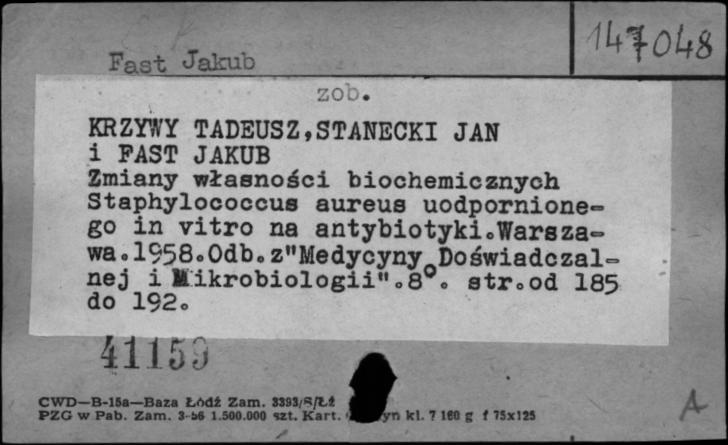 147048
Fast Jakub
zob.
KRZYWY TADEUSZ,STANECKI JAN
i FAST JAKUB
Zmiany własności biochemicznych
Staphylococcus aureus uodpornione-
go in vitro na antybiotyki.Warsza-
wa.1958.Odb.z"Medycyny Doświadczal-
nej i Mikrobiologii".8°. str.od 185
do 192.
41159
A
CWD—B-15a—Baza Łódź Zam. 3393/S/Łź
PZG w Pab. Zam. 3-56 1.500.000 szt. Kart. kl. 7 160 g f 75x125